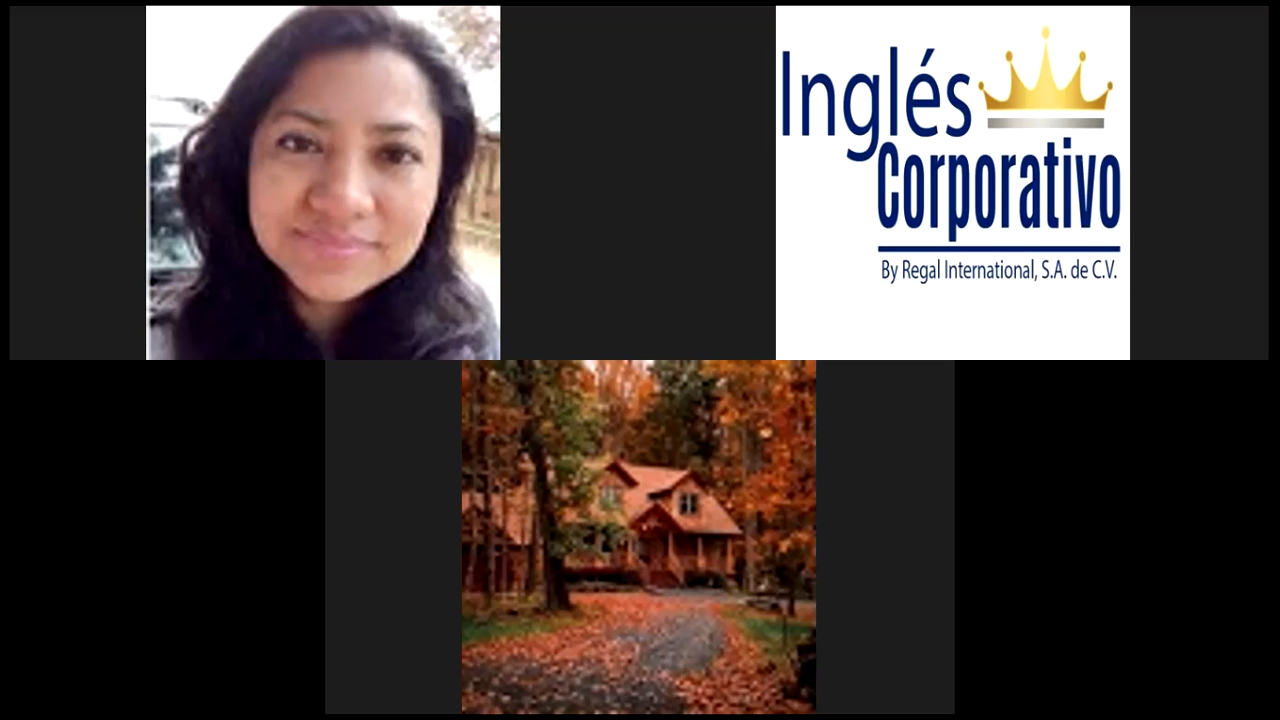 Inglés
Corporativo
By Regal International, S.A. de C.V.